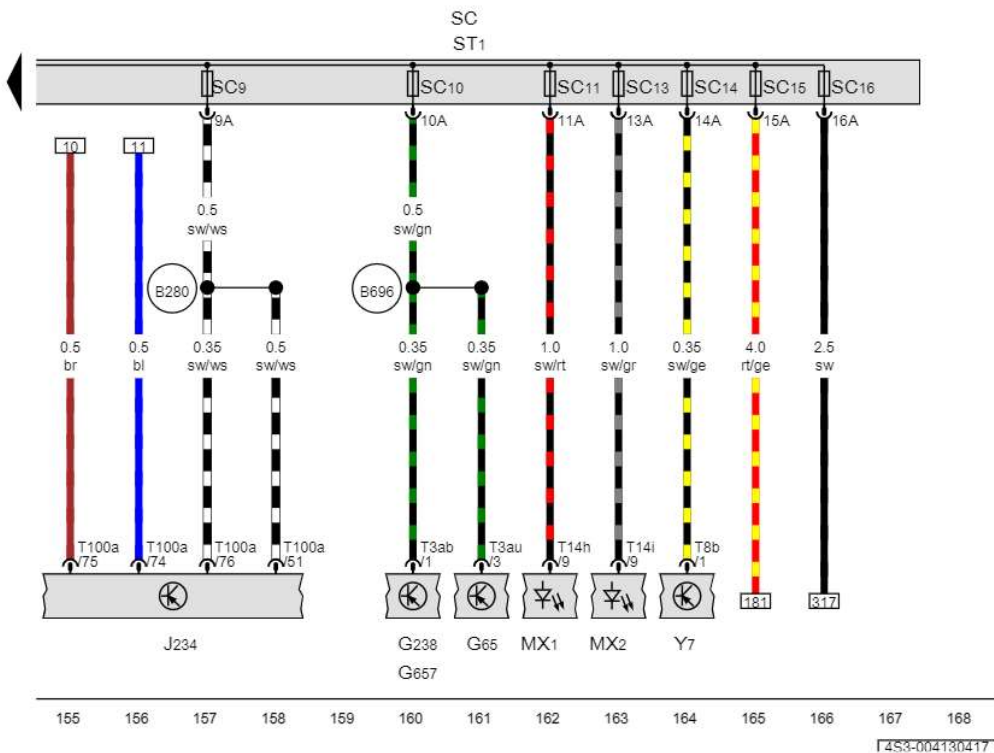 SC
ST1
SC9 SC10 SC11 SC13 SC14 SC15 SC16
9A 10A 11A 13A 14A 15A 16A
10 11
0.5 0.5
sw/ws sw/gn
B280 B696
0.5 0.5 0.35 0.5 0.35 0.35 1.0 1.0 0.35 4.0 2.5
br bl sw/ws sw/ws sw/gn sw/gn sw/rt sw/gr sw/ge rt/ge sw
T100a T100a T100a T100a T3ab T3au T14h T14i T8b
/75 /74 /76 /51 /1 /3 /9 /9 /1
181 317
J234 G238 G65 MX1 MX2 Y7
G657
155 156 157 158 159 160 161 162 163 164 165 166 167 168
4S3-004130417